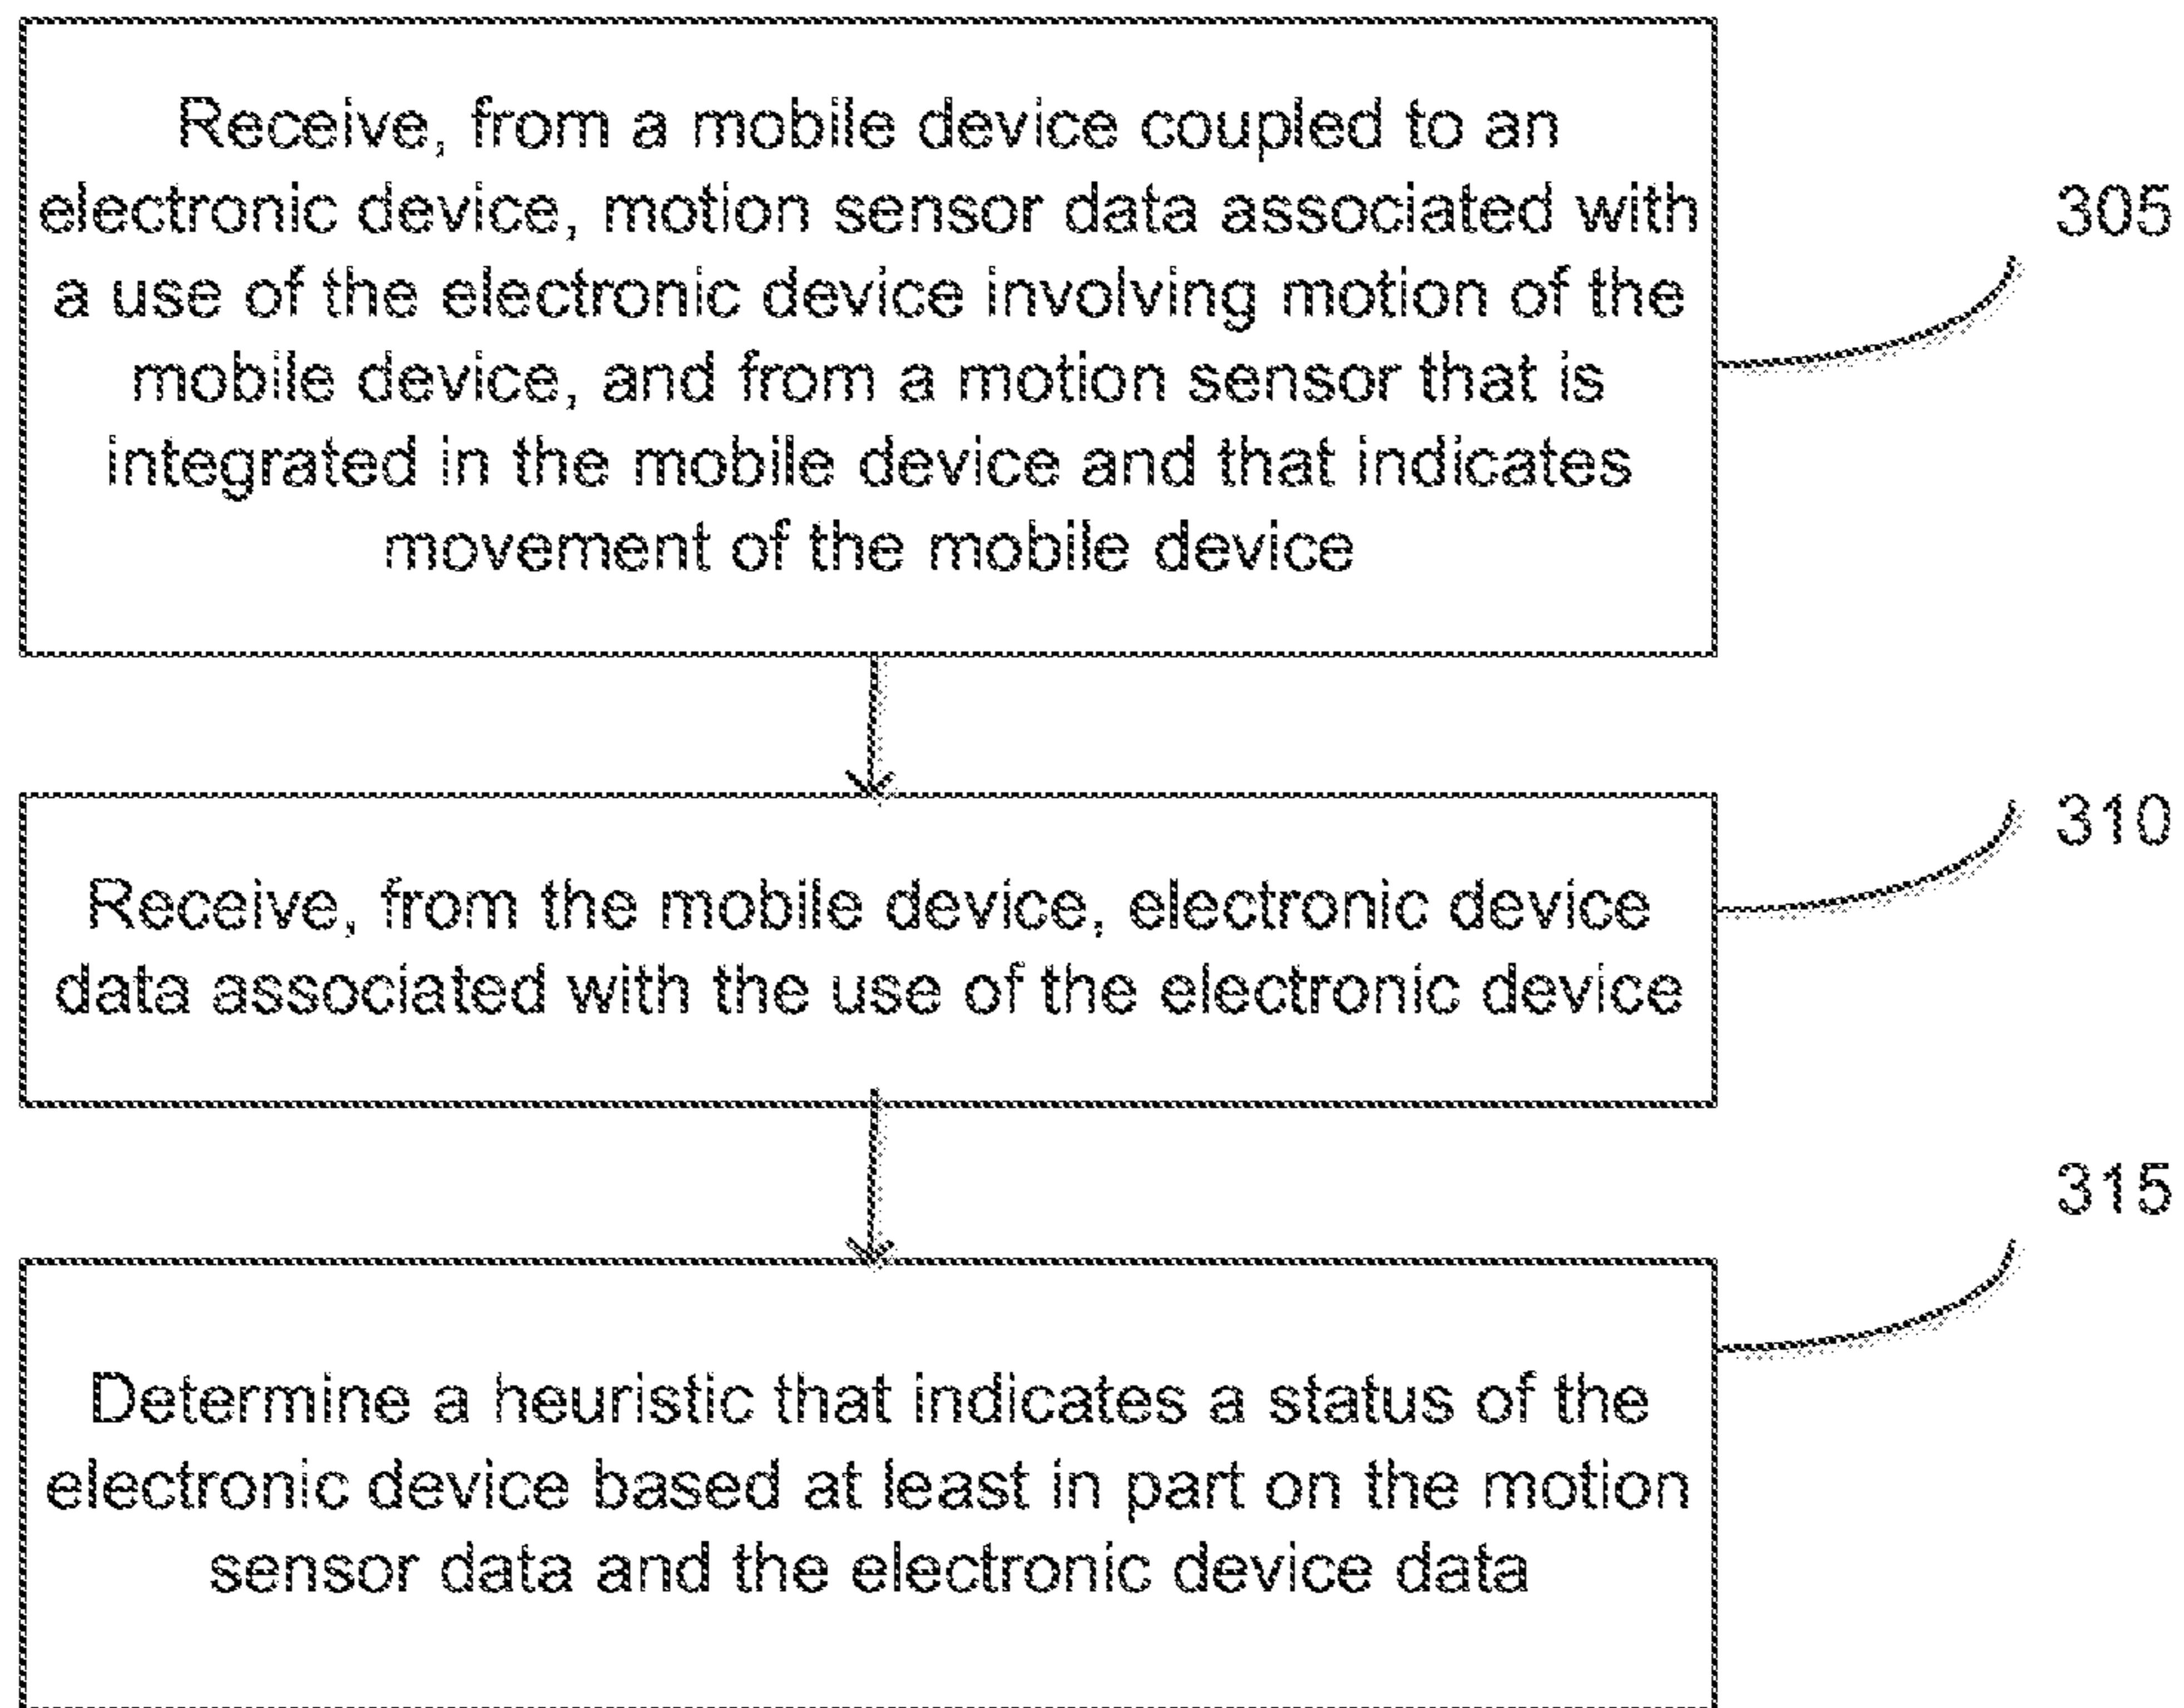 Receive, from a mobile device coupled to an
electronic device, motion sensor data associated with
a use of the electronic device involving motion of the
mobile device, and from a motion sensor that is
integrated in the mobile device and that indicates
movement of the mobile device
305
Receive, from the mobile device, electronic device
data associated with the use of the electronic device
310
Determine a heuristic that indicates a status of the
electronic device based at least in part on the motion
sensor data and the electronic device data
315